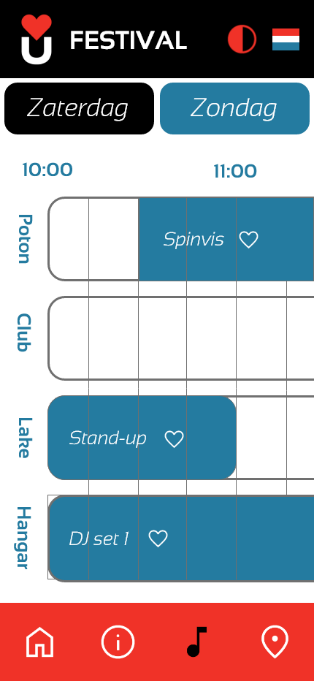 U FESTIVAL
Zaterdag Zondag
10:00 11:00
Poton
Spinvis
Club
Lake
Stand-up
Hangar
DJ set 1